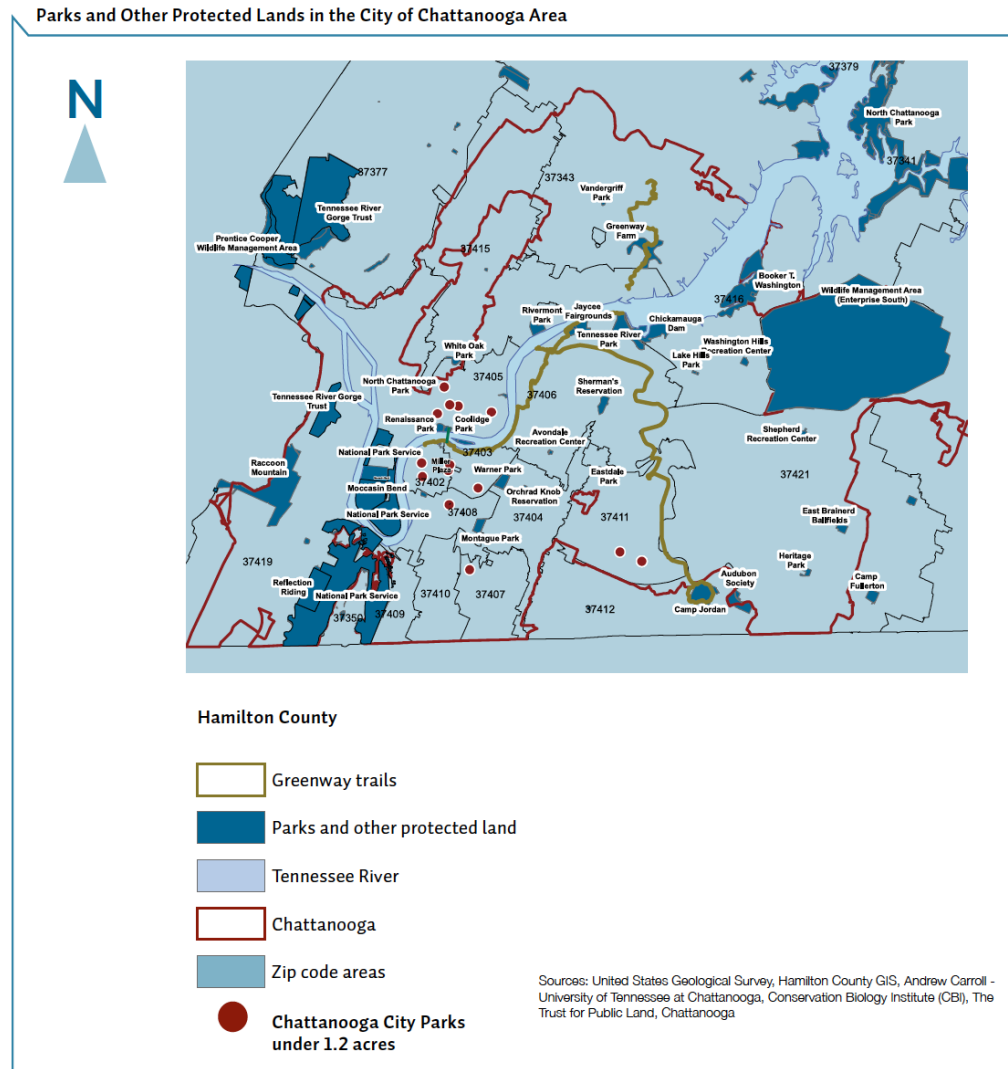 Parks and Other Protected Lands in the City of Chattanooga Area
N
37379
North Chattanooga
Park
37341
37377
37343
Vandergriff
Park
Tennessee River
Gorge Trust
Greenway
Farm
Prentice Cooper
Wildlife Management Area
37415
Booker T.
Washington
Wildlife Management Area
(Enterprise South)
37416
Rivermont
Park
Jaycee
Fairgrounds
Chickamauga
Dam
Tennessee River
Park
Washington Hills
Recreation Center
Lake Hills
Park
White Oak
Park
37405
North Chattanooga
Park
Sherman's
Reservation
37406
Tennessee River Gorge
Trust
Renaissance
Park
Coolidge
Park
Avondale
Recreation Center
Shepherd
Recreation Center
National Park Service
37403
Miller
Plaza
Warner Park
Eastdale
Park
Raccoon
Mountain
37421
Moccasin Bend
37402
Orchrad Knob
Reservation
National Park Service
37408
37404
37411
East Brainerd
Ballfields
Montague Park
37419
Reflection
Riding
National Park Service
Heritage
Park
Audubon
Society
Camp
Fullerton
37350
37409
37410
37407
37412
Camp Jordan
Hamilton County
Greenway trails
Parks and other protected land
Tennessee River
Chattanooga
Zip code areas
Chattanooga City Parks
under 1.2 acres
Sources: United States Geological Survey, Hamilton County GIS, Andrew Carroll -
University of Tennessee at Chattanooga, Conservation Biology Institute (CBI), The
Trust for Public Land, Chattanooga